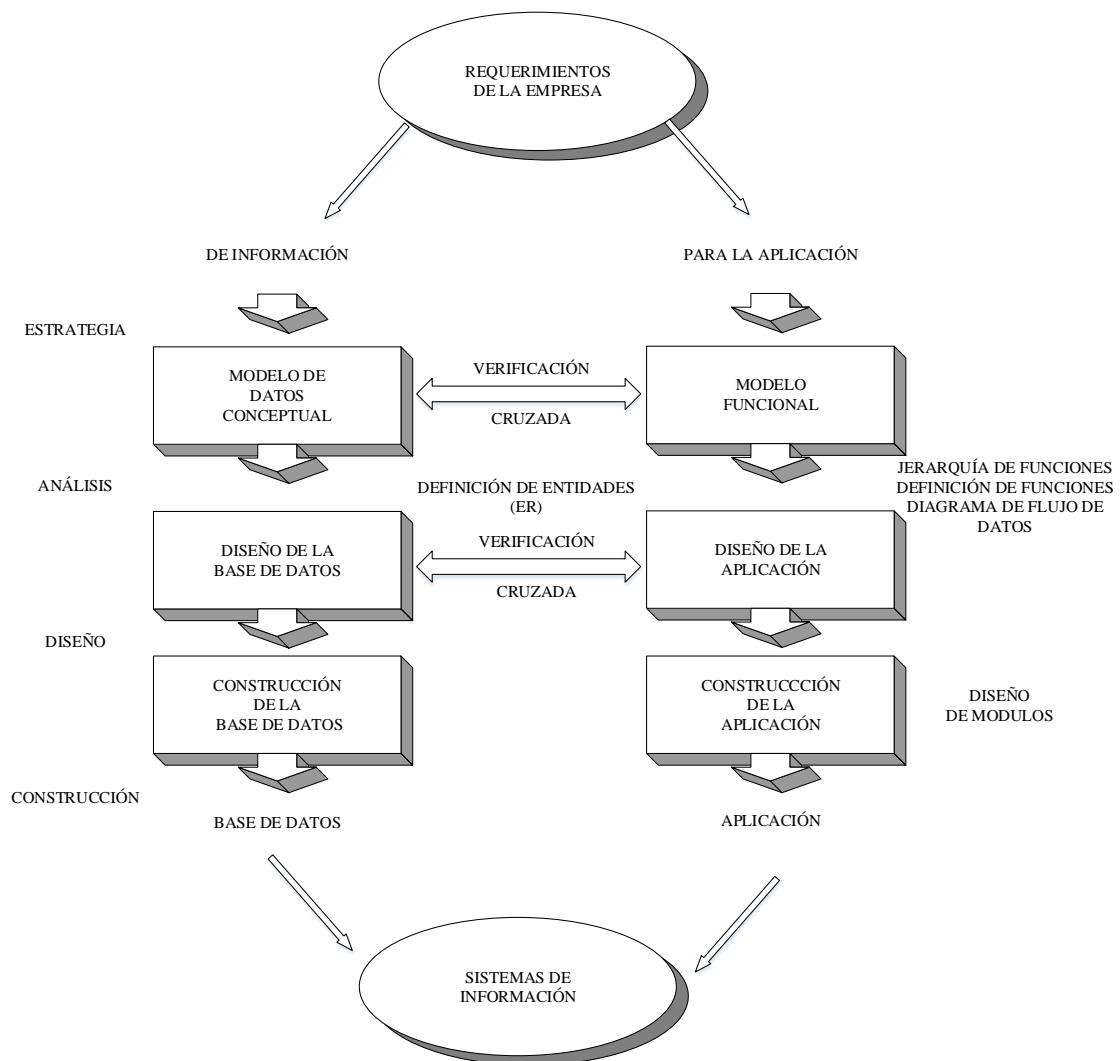 REQUERIMIENTOS
DE LA EMPRESA
DE INFORMACIÓN
PARA LA APLICACIÓN
ESTRATEGIA
MODELO DE
DATOS
CONCEPTUAL
VERIFICACIÓN
CRUZADA
MODELO
FUNCIONAL
ANÁLISIS
DEFINICIÓN DE ENTIDADES
(ER)
JERARQUÍA DE FUNCIONES
DEFINICIÓN DE FUNCIONES
DIAGRAMA DE FLUJO DE
DATOS
DISEÑO DE LA
BASE DE DATOS
VERIFICACIÓN
CRUZADA
DISEÑO DE LA
APLICACIÓN
DISEÑO
CONSTRUCCIÓN
DE LA
BASE DE DATOS
CONSTRUCCCIÓN
DE LA
APLICACIÓN
DISEÑO
DE MODULOS
CONSTRUCCIÓN
BASE DE DATOS
APLICACIÓN
SISTEMAS DE
INFORMACIÓN